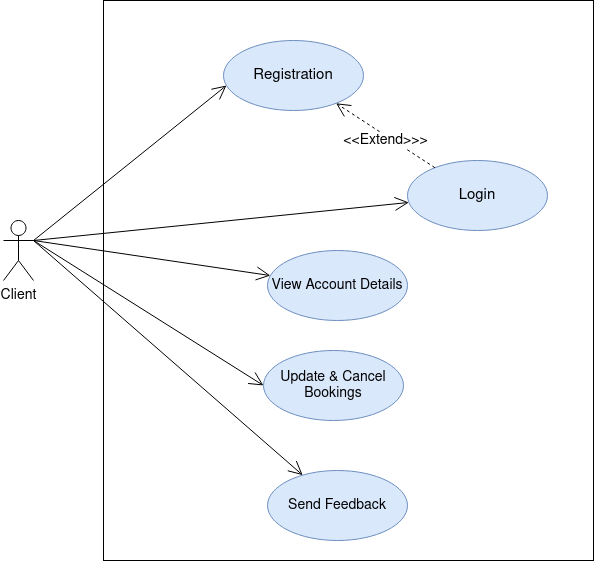 Registration
<<Extend>>>
Login
Client
View Account Details
Update & Cancel
Bookings
Send Feedback